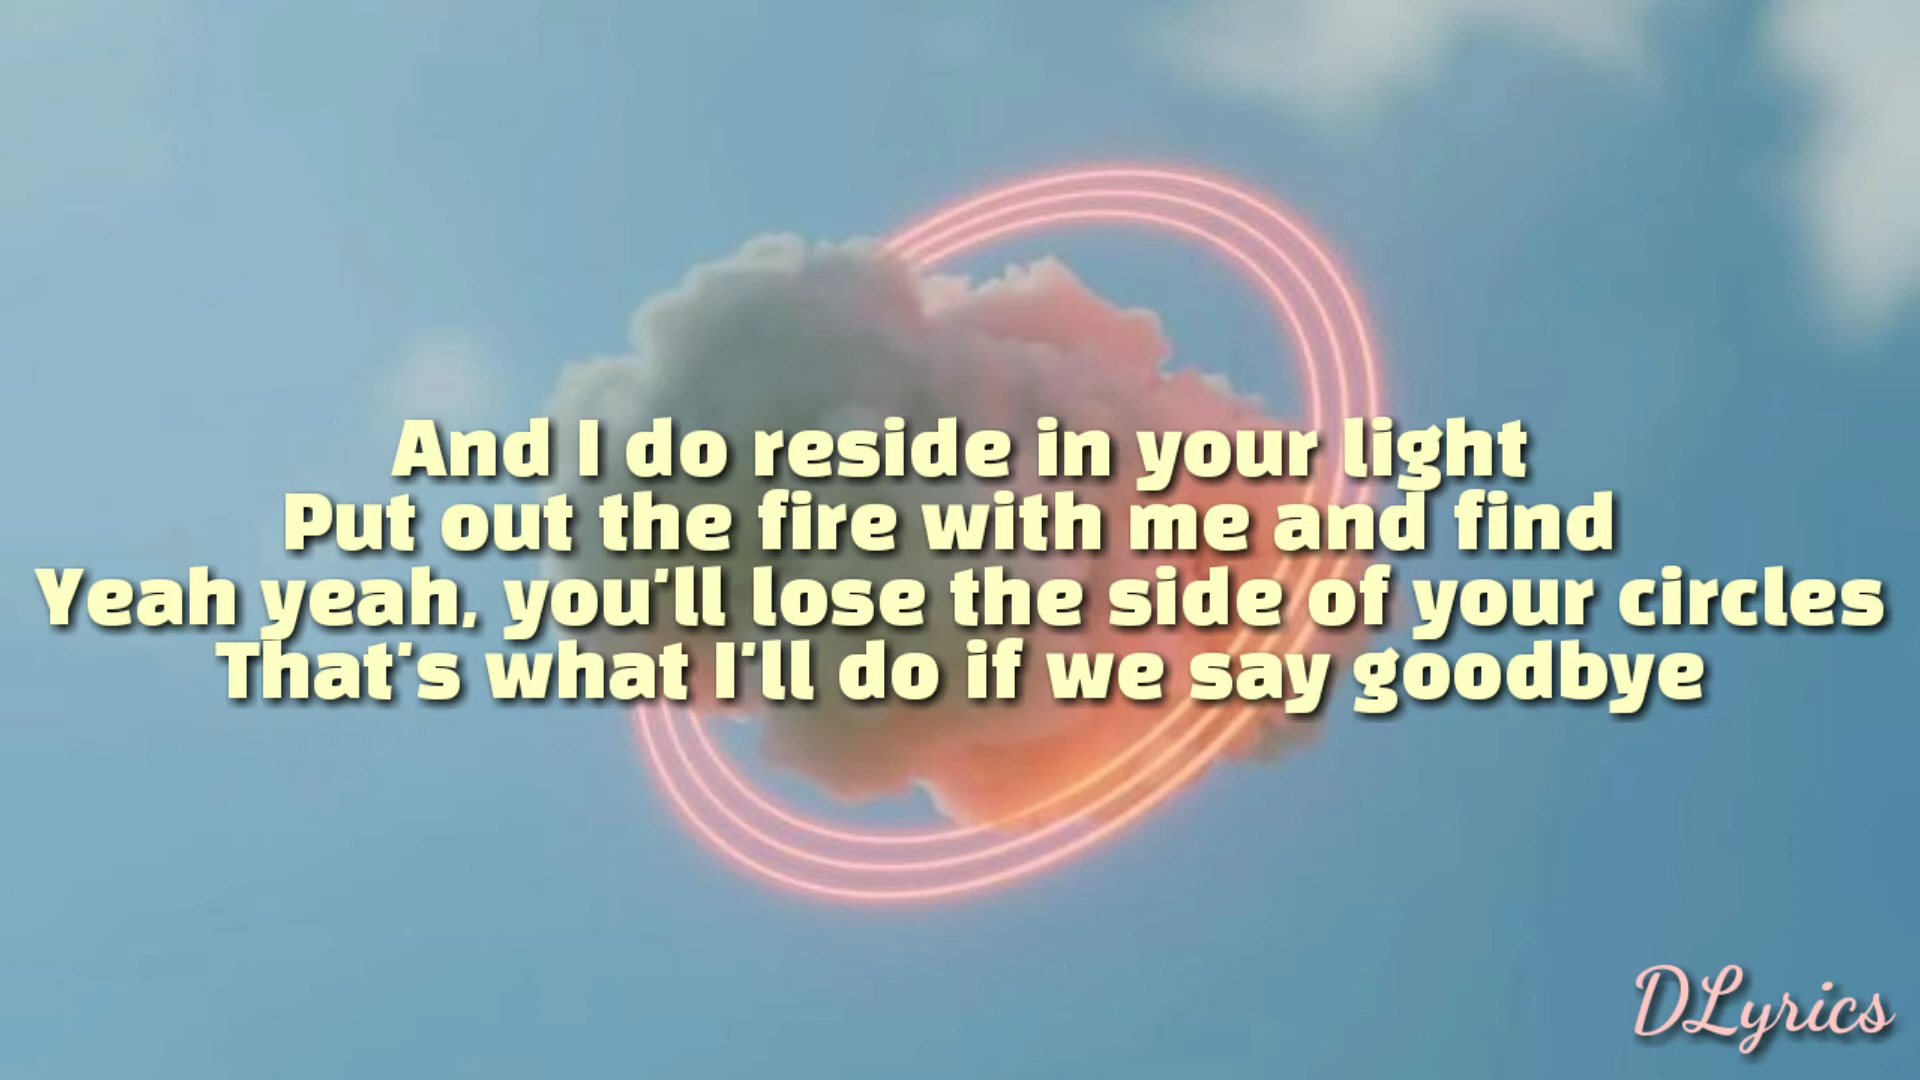 And I do reside in your light
Put out the fire with me and find
Yeah yeah, you'll lose the side of your circles
That's what I'll do if we say goodbye
DLyrics